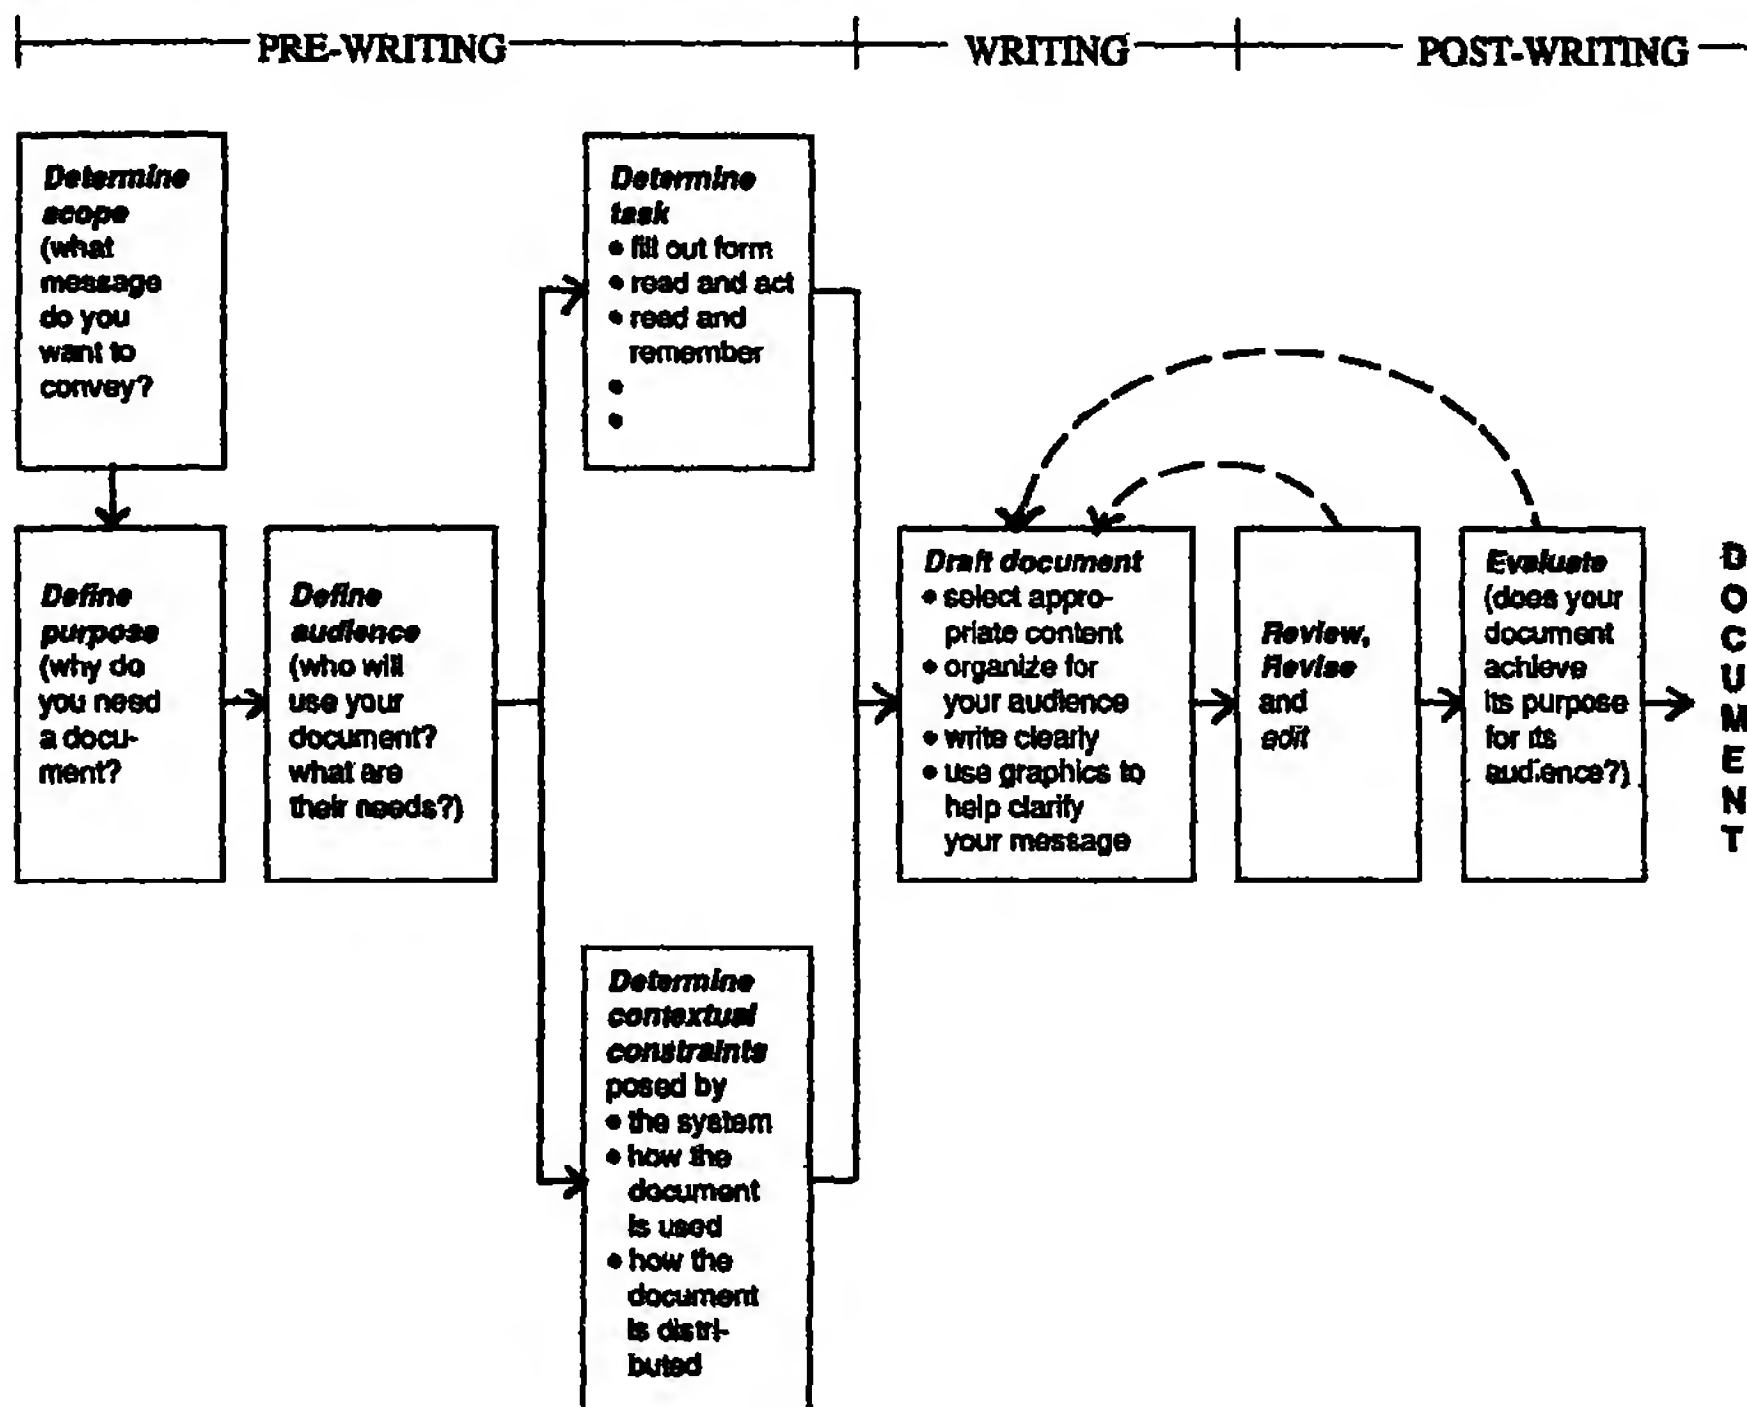 PRE-WRITING
WRITING
POST-WRITING
Determine
scope
(what
message
do you
want to
convey?
Define
purpose
(why do
you need
a docu-
ment?
Define
audience
(who will
use your
document?
what are
their needs?)
Determine
task
• fill out form
• read and act
• read and
remember
•
•
Determine
contextual
constraints
posed by
• the system
• how the
document
is used
• how the
document
is distri-
buted
Draft document
• select appro-
priate content
• organize for
your audience
• write clearly
• use graphics to
help clarify
your message
Review,
Revise
and
edit
Evaluate
(does your
document
achieve
its purpose
for its
audience?)
DOCUMENT